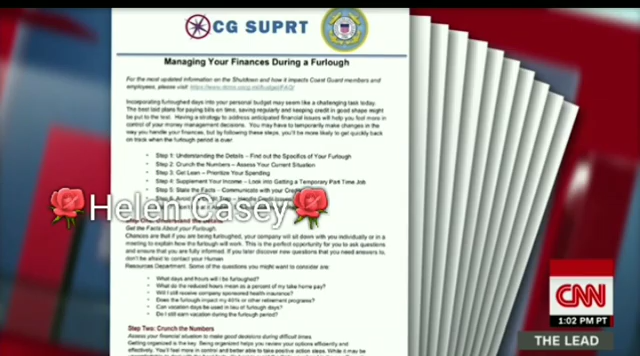 CG SUPRT
Managing Your Finances During a Furlough
For the most updated information on the Shutdown and how it impacts Coast Guard members and
employees, please visit
Incorporating furloughed days into your personal budget may seem like a challenging task today.
The best laid plans for paying bills on time, saving regularly and keeping credit in good shape might
be put to the test. Having a strategy to address anticipated financial issues will help you feel more in
control of your money management decisions. You may have to temporarily make changes in the
way you handle your finances, but by following these steps, you'll be more likely to get quickly back
on track when the furlough period is over.
• Step 1: Understanding the Details – Find out the Specifics of Your Furlough
• Step 2: Crunch the Numbers – Assess Your Current Situation
• Step 3: Get Lean – Prioritize Your Spending
• Step 4: Supplement Your Income – Look into Getting a Temporary Part Time Job
• Step 5: State the Facts – Communicate with your
🌹Helen Casey🌹
Get the Facts About your Furlough.
Chances are that if you are being furloughed, your company will sit down with you individually or in a
meeting to explain how the furlough will work. This is the perfect opportunity for you to ask questions
and ensure that you are fully informed. If you later discover new questions that you need answers to,
don't be afraid to contact your Human
Resources Department. Some of the questions you might want to consider are:
• What days and hours will I be furloughed?
• What do the reduced hours mean as a percent of my take home pay?
• Will I still receive company sponsored health insurance?
• Does the furlough impact my 401k or other retirement programs?
• Can vacation days be used in lieu of furlough days?
• Do I still earn vacation during the furlough period?
Step Two: Crunch the Numbers
Assess your financial situation to make good decisions during difficult times.
Getting organized is the key. Being organized helps you review your options efficiently and
effectively. You'll feel more in control and better able to take positive action steps. While it may be
CNN
1:02 PM PT
THE LEAD